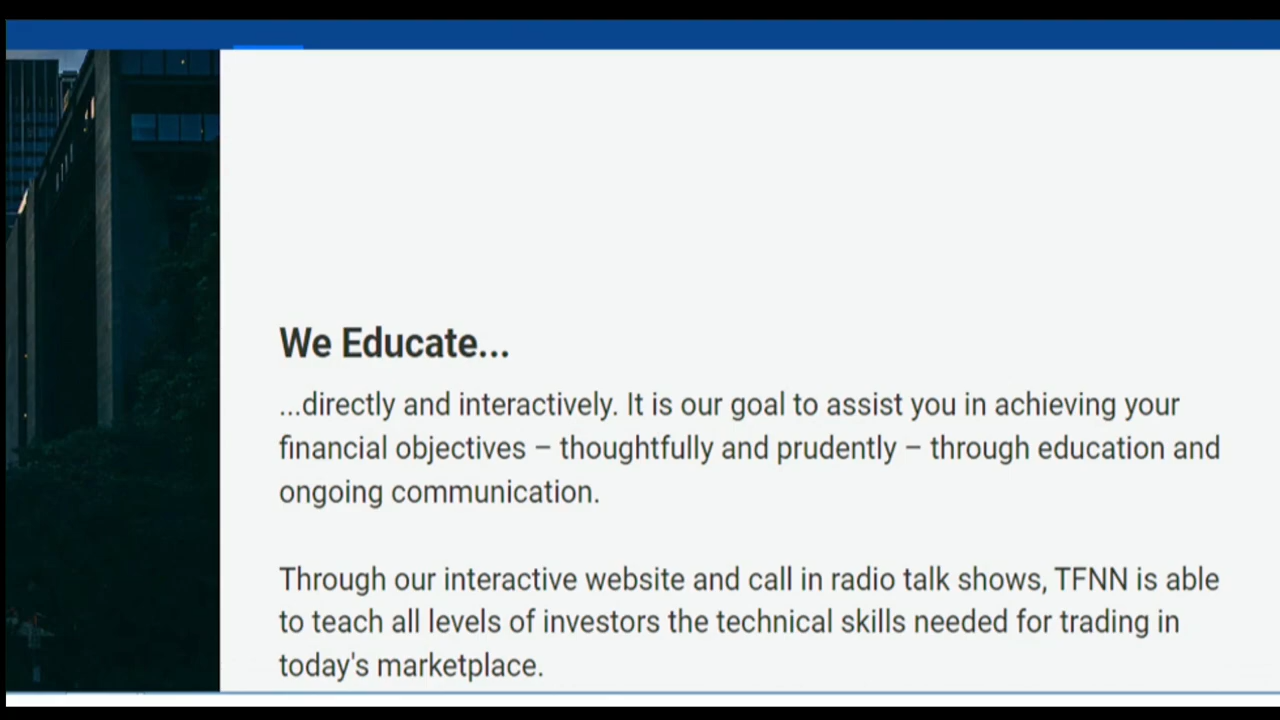 We Educate...
...directly and interactively. It is our goal to assist you in achieving your
financial objectives – thoughtfully and prudently – through education and
ongoing communication.
Through our interactive website and call in radio talk shows, TFNN is able
to teach all levels of investors the technical skills needed for trading in
today's marketplace.